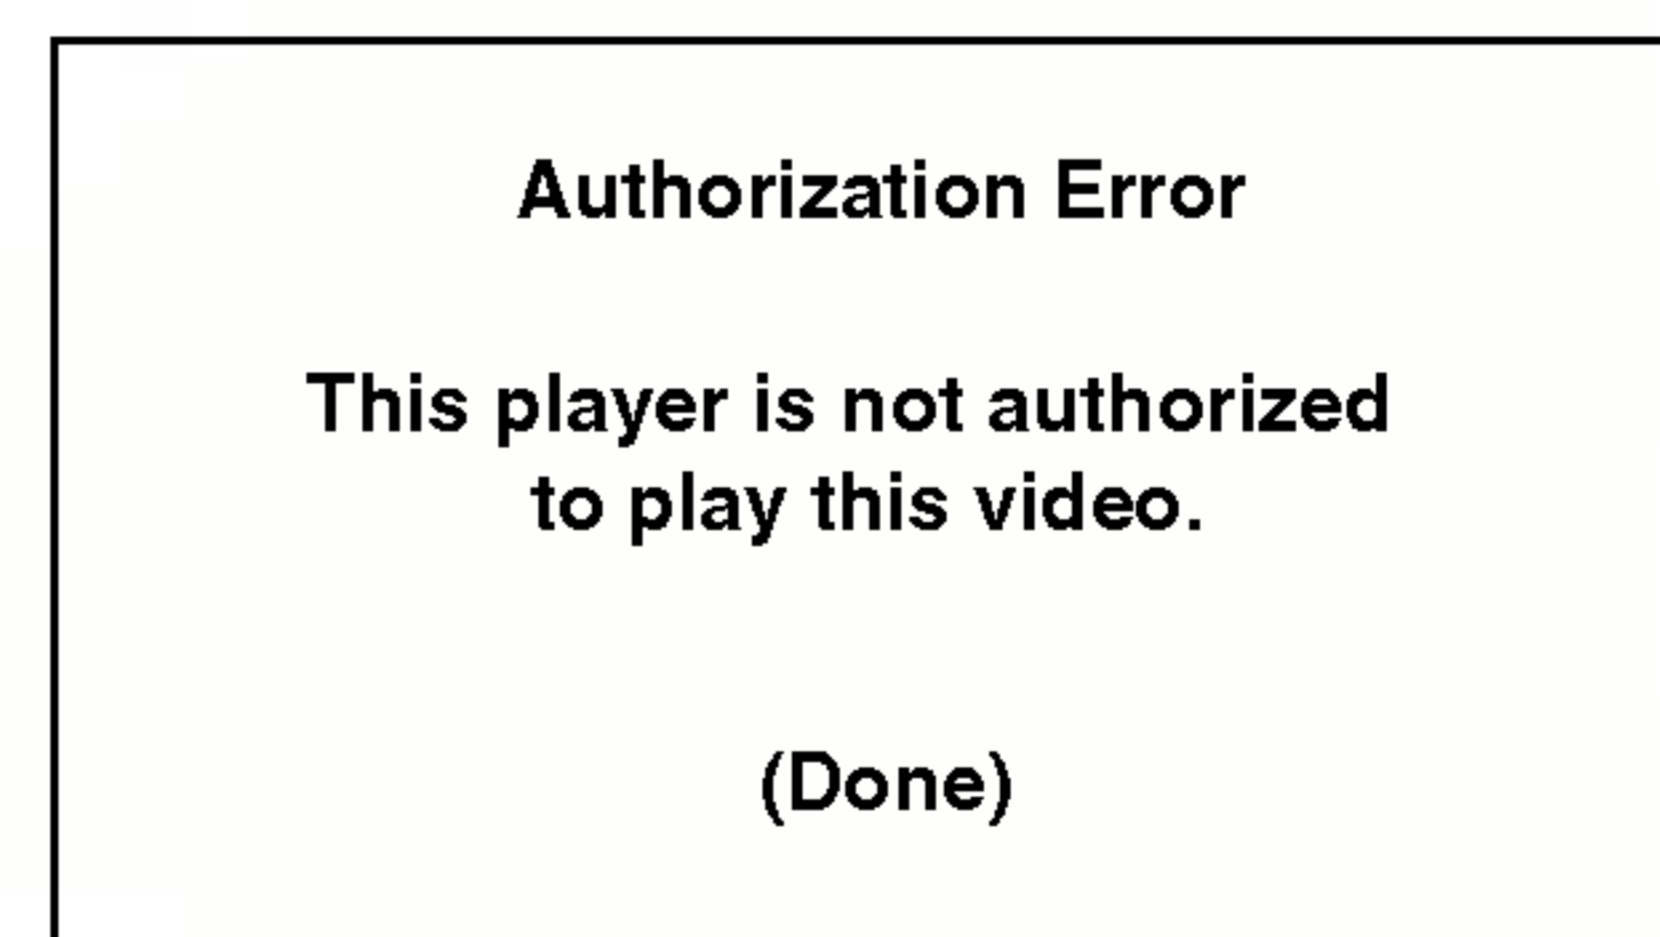 Authorization Error
This player is not authorized
to play this video.
(Done)